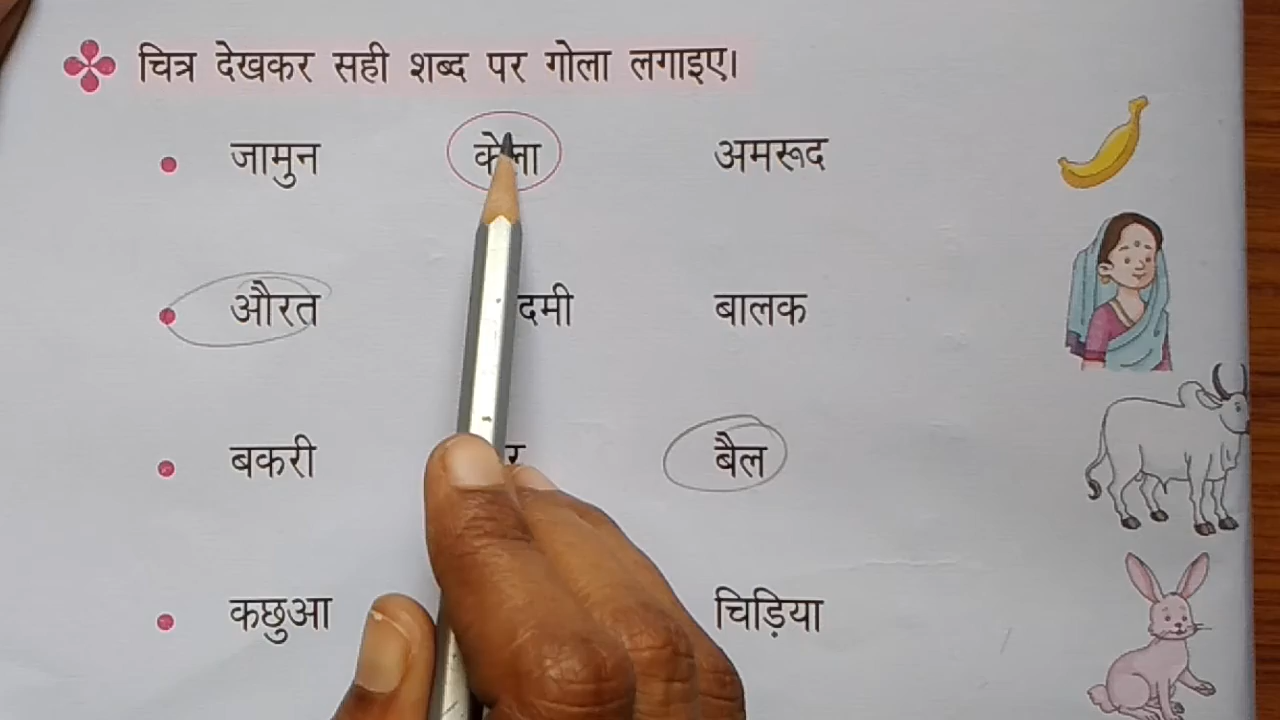 चित्र देखकर सही शब्द पर गोला लगाइए।
जामुन केला अमरूद
औरत बालक
बकरी बैल
कछुआ चिड़िया